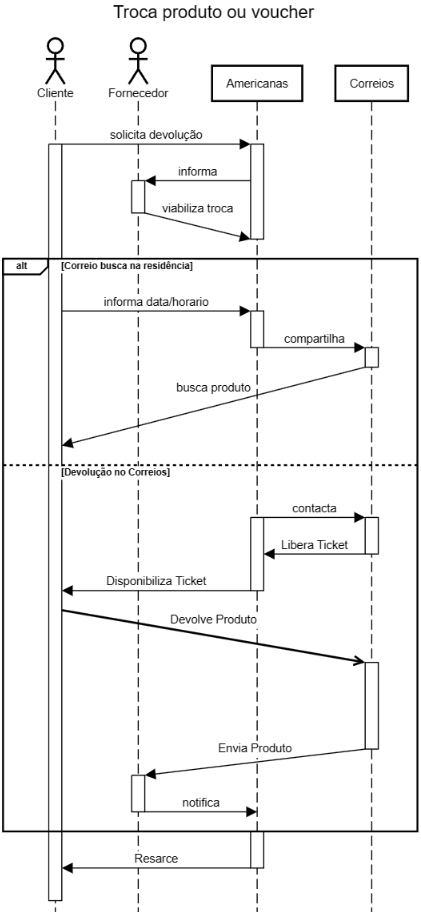 Troca produto ou voucher
Cliente
Fornecedor
Americanas
Correios
solicita devolução
informa
viabiliza troca
alt
[Correio busca na residência]
informa data/horario
compartilha
busca produto
[Devolução no Correios]
contacta
Libera Ticket
Disponibiliza Ticket
Devolve Produto
Envia Produto
notifica
Resarce